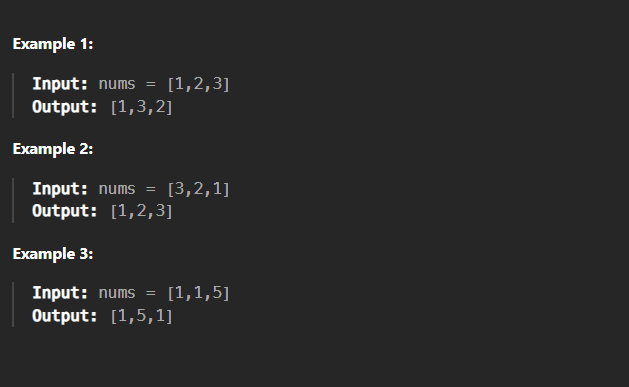 Example 1:
Input: nums = [1,2,3]
Output: [1,3,2]
Example 2:
Input: nums = [3,2,1]
Output: [1,2,3]
Example 3:
Input: nums = [1,1,5]
Output: [1,5,1]